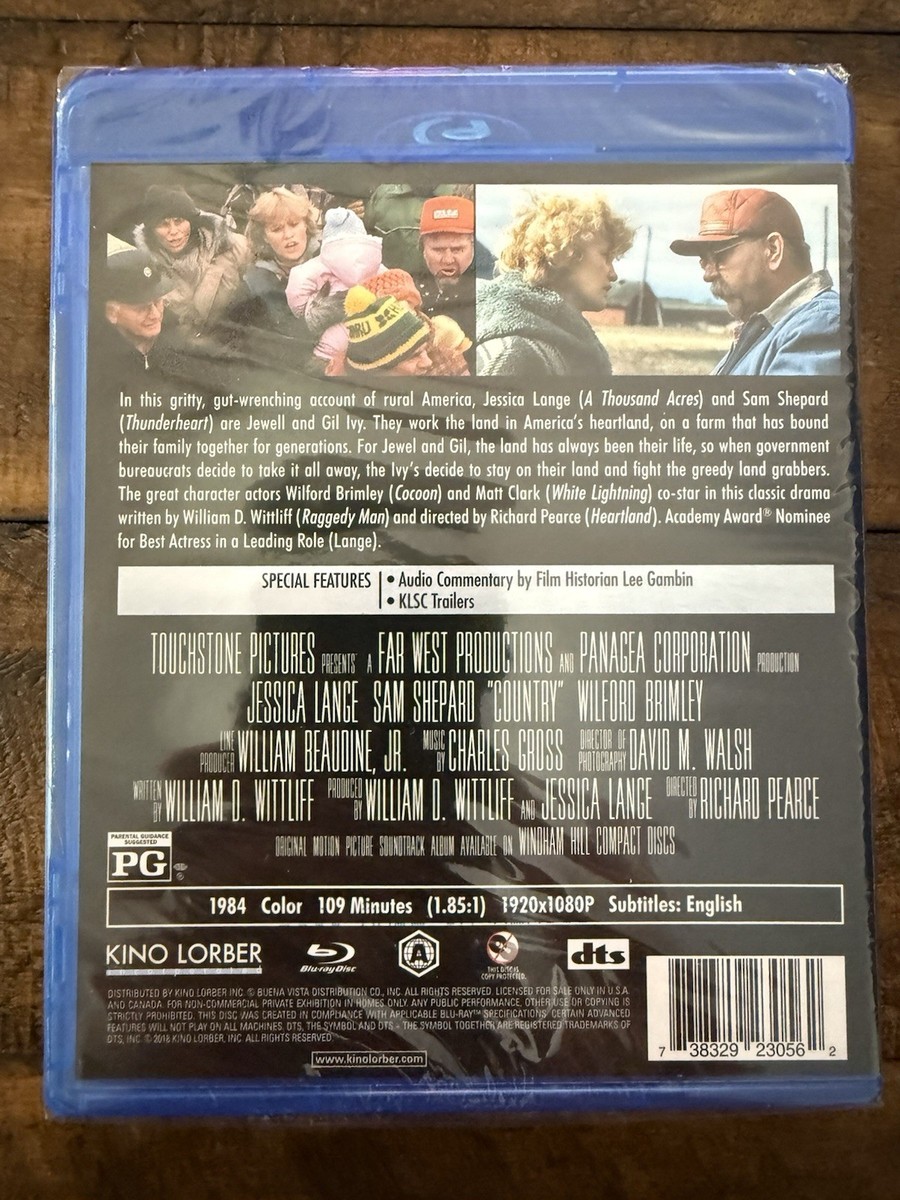 In this gritty, gut-wrenching account of rural America, Jessica Lange (A Thousand Acres) and Sam Shepard
(Thunderheart) are Jewell and Gil Ivy. They work the land in America's heartland, on a farm that has bound
their family together for generations. For Jewel and Gil, the land has always been their life, so when government
bureaucrats decide to take it all away, the Ivy's decide to stay on their land and fight the greedy land grabbers.
The great character actors Wilford Brimley (Cocoon) and Matt Clark (White Lightning) co-star in this classic drama
written by William D. Wittliff (Raggedy Man) and directed by Richard Pearce (Heartland). Academy Award® Nominee
for Best Actress in a Leading Role (Lange).
SPECIAL FEATURES
• Audio Commentary by Film Historian Lee Gambin
• KLSC Trailers
TOUCHSTONE PICTURES PRESENTS A FAR WEST PRODUCTIONS AND PANAGEA CORPORATION PRODUCTION
JESSICA LANGE SAM SHEPARD "COUNTRY" WILFORD BRIMLEY
LINE PRODUCER WILLIAM BEAUDINE, JR. MUSIC BY CHARLES GROSS DIRECTOR OF PHOTOGRAPHY DAVID M. WALSH
WRITTEN BY WILLIAM D. WITTLIFF PRODUCED BY WILLIAM D. WITTLIFF AND JESSICA LANGE DIRECTED BY RICHARD PEARCE
ORIGINAL MOTION PICTURE SOUNDTRACK ALBUM AVAILABLE ON WINDHAM HILL COMPACT DISCS
PARENTAL GUIDANCE
SUGGESTED
PG
1984 Color 109 Minutes (1.85:1) 1920x1080P Subtitles: English
KINO LORBER
incorporated
Blu-ray Disc
A
THIS DISC IS
COPY PROTECTED.
dts
DISTRIBUTED BY KINO LORBER INC. © BUENA VISTA DISTRIBUTION CO., INC. ALL RIGHTS RESERVED. LICENSED FOR SALE ONLY IN U.S.A.
AND CANADA. FOR NON-COMMERCIAL PRIVATE EXHIBITION IN HOMES ONLY. ANY PUBLIC PERFORMANCE, OTHER USE OR COPYING IS
STRICTLY PROHIBITED. THIS DISC WAS CREATED IN COMPLIANCE WITH APPLICABLE BLU-RAY™ SPECIFICATIONS. CERTAIN ADVANCED
FEATURES WILL NOT PLAY ON ALL MACHINES. DTS, THE SYMBOL AND DTS - THE SYMBOL TOGETHER ARE REGISTERED TRADEMARKS OF
DTS, INC. © 2018 KINO LORBER, INC. ALL RIGHTS RESERVED.
www.kinolorber.com
7 38329 23056 2